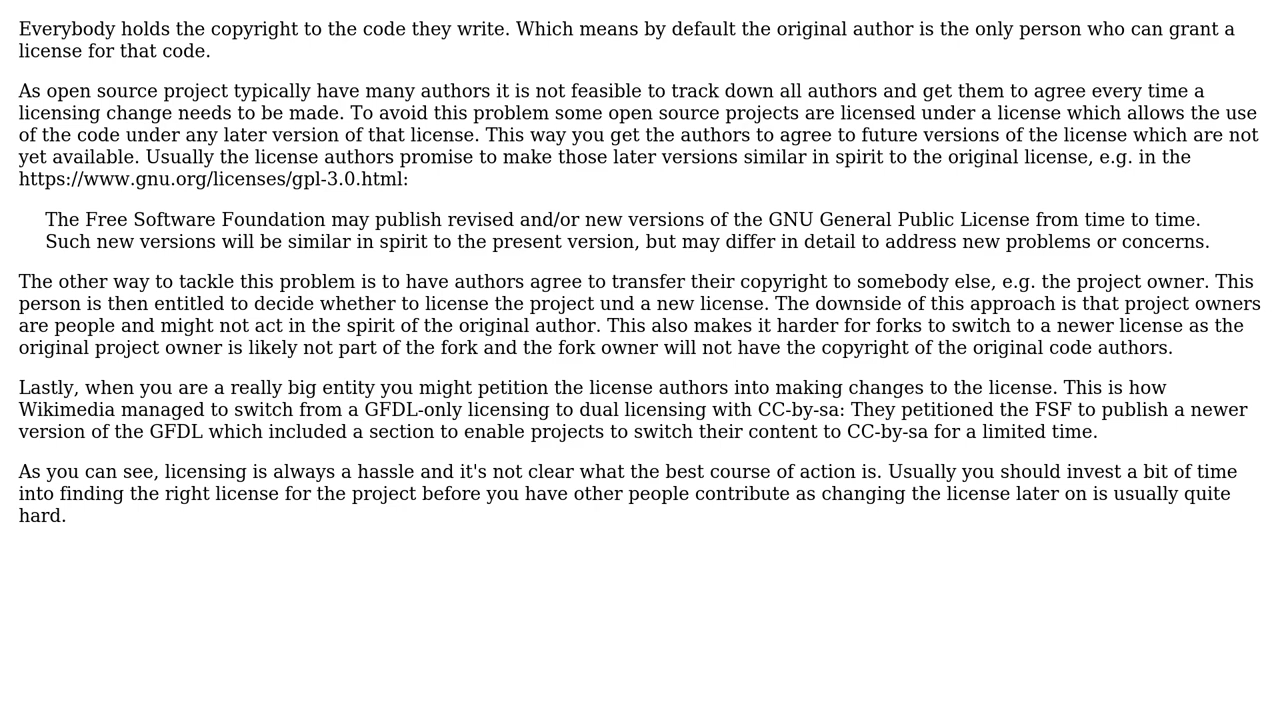 Everybody holds the copyright to the code they write. Which means by default the original author is the only person who can grant a
license for that code.
As open source project typically have many authors it is not feasible to track down all authors and get them to agree every time a
licensing change needs to be made. To avoid this problem some open source projects are licensed under a license which allows the use
of the code under any later version of that license. This way you get the authors to agree to future versions of the license which are not
yet available. Usually the license authors promise to make those later versions similar in spirit to the original license, e.g. in the
https://www.gnu.org/licenses/gpl-3.0.html:
The Free Software Foundation may publish revised and/or new versions of the GNU General Public License from time to time.
Such new versions will be similar in spirit to the present version, but may differ in detail to address new problems or concerns.
The other way to tackle this problem is to have authors agree to transfer their copyright to somebody else, e.g. the project owner. This
person is then entitled to decide whether to license the project und a new license. The downside of this approach is that project owners
are people and might not act in the spirit of the original author. This also makes it harder for forks to switch to a newer license as the
original project owner is likely not part of the fork and the fork owner will not have the copyright of the original code authors.
Lastly, when you are a really big entity you might petition the license authors into making changes to the license. This is how
Wikimedia managed to switch from a GFDL-only licensing to dual licensing with CC-by-sa: They petitioned the FSF to publish a newer
version of the GFDL which included a section to enable projects to switch their content to CC-by-sa for a limited time.
As you can see, licensing is always a hassle and it's not clear what the best course of action is. Usually you should invest a bit of time
into finding the right license for the project before you have other people contribute as changing the license later on is usually quite
hard.